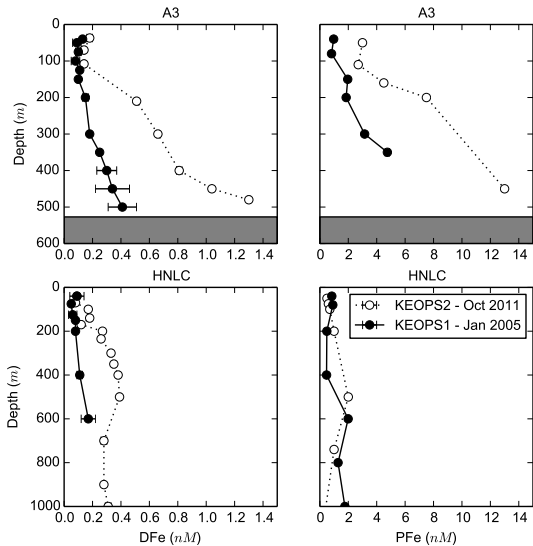 A3
A3
0
100
200
300
400
500
600
Depth (m)
0.0 0.2 0.4 0.6 0.8 1.0 1.2 1.4
0 2 4 6 8 10 12 14
HNLC
HNLC
0
200
400
600
800
1000
Depth (m)
KEOPS2 - Oct 2011
KEOPS1 - Jan 2005
0.0 0.2 0.4 0.6 0.8 1.0 1.2 1.4
0 2 4 6 8 10 12 14
DFe (nM)
PFe (nM)